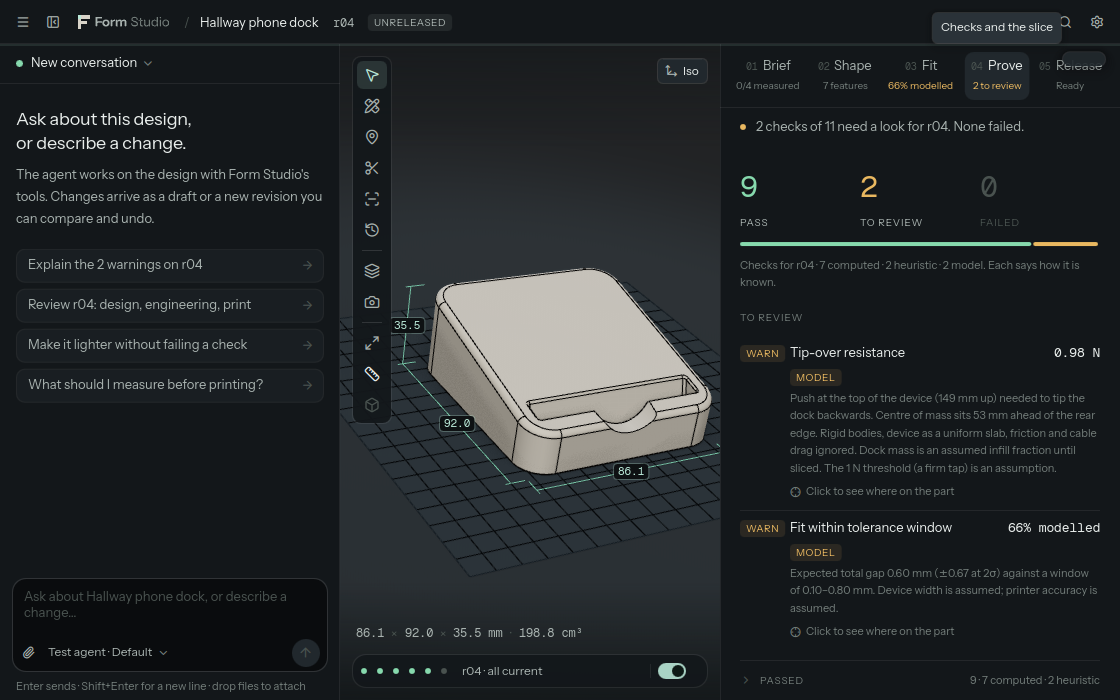 Form Studio / Hallway phone dock r04 UNRELEASED
Checks and the slice
New conversation
Ask about this design,
or describe a change.
The agent works on the design with Form Studio's
tools. Changes arrive as a draft or a new revision you
can compare and undo.
Explain the 2 warnings on r04
Review r04: design, engineering, print
Make it lighter without failing a check
What should I measure before printing?
Ask about Hallway phone dock, or describe a
change...
Test agent · Default
Enter sends · Shift+Enter for a new line · drop files to attach
Iso
35.5
92.0
86.1
86.1 × 92.0 × 35.5 mm · 198.8 cm³
r04 · all current
01 Brief
0/4 measured
02 Shape
7 features
03 Fit
66% modelled
04 Prove
2 to review
05 Release
Ready
2 checks of 11 need a look for r04. None failed.
9
PASS
2
TO REVIEW
0
FAILED
Checks for r04 · 7 computed · 2 heuristic · 2 model. Each says how it is
known.
TO REVIEW
WARN Tip-over resistance 0.98 N
MODEL
Push at the top of the device (149 mm up) needed to tip the
dock backwards. Centre of mass sits 53 mm ahead of the rear
edge. Rigid bodies, device as a uniform slab, friction and cable
drag ignored. Dock mass is an assumed infill fraction until
sliced. The 1 N threshold (a firm tap) is an assumption.
Click to see where on the part
WARN Fit within tolerance window 66% modelled
MODEL
Expected total gap 0.60 mm (±0.67 at 2σ) against a window
of 0.10–0.80 mm. Device width is assumed; printer accuracy is
assumed.
Click to see where on the part
PASSED 9 · 7 computed · 2 heuristic